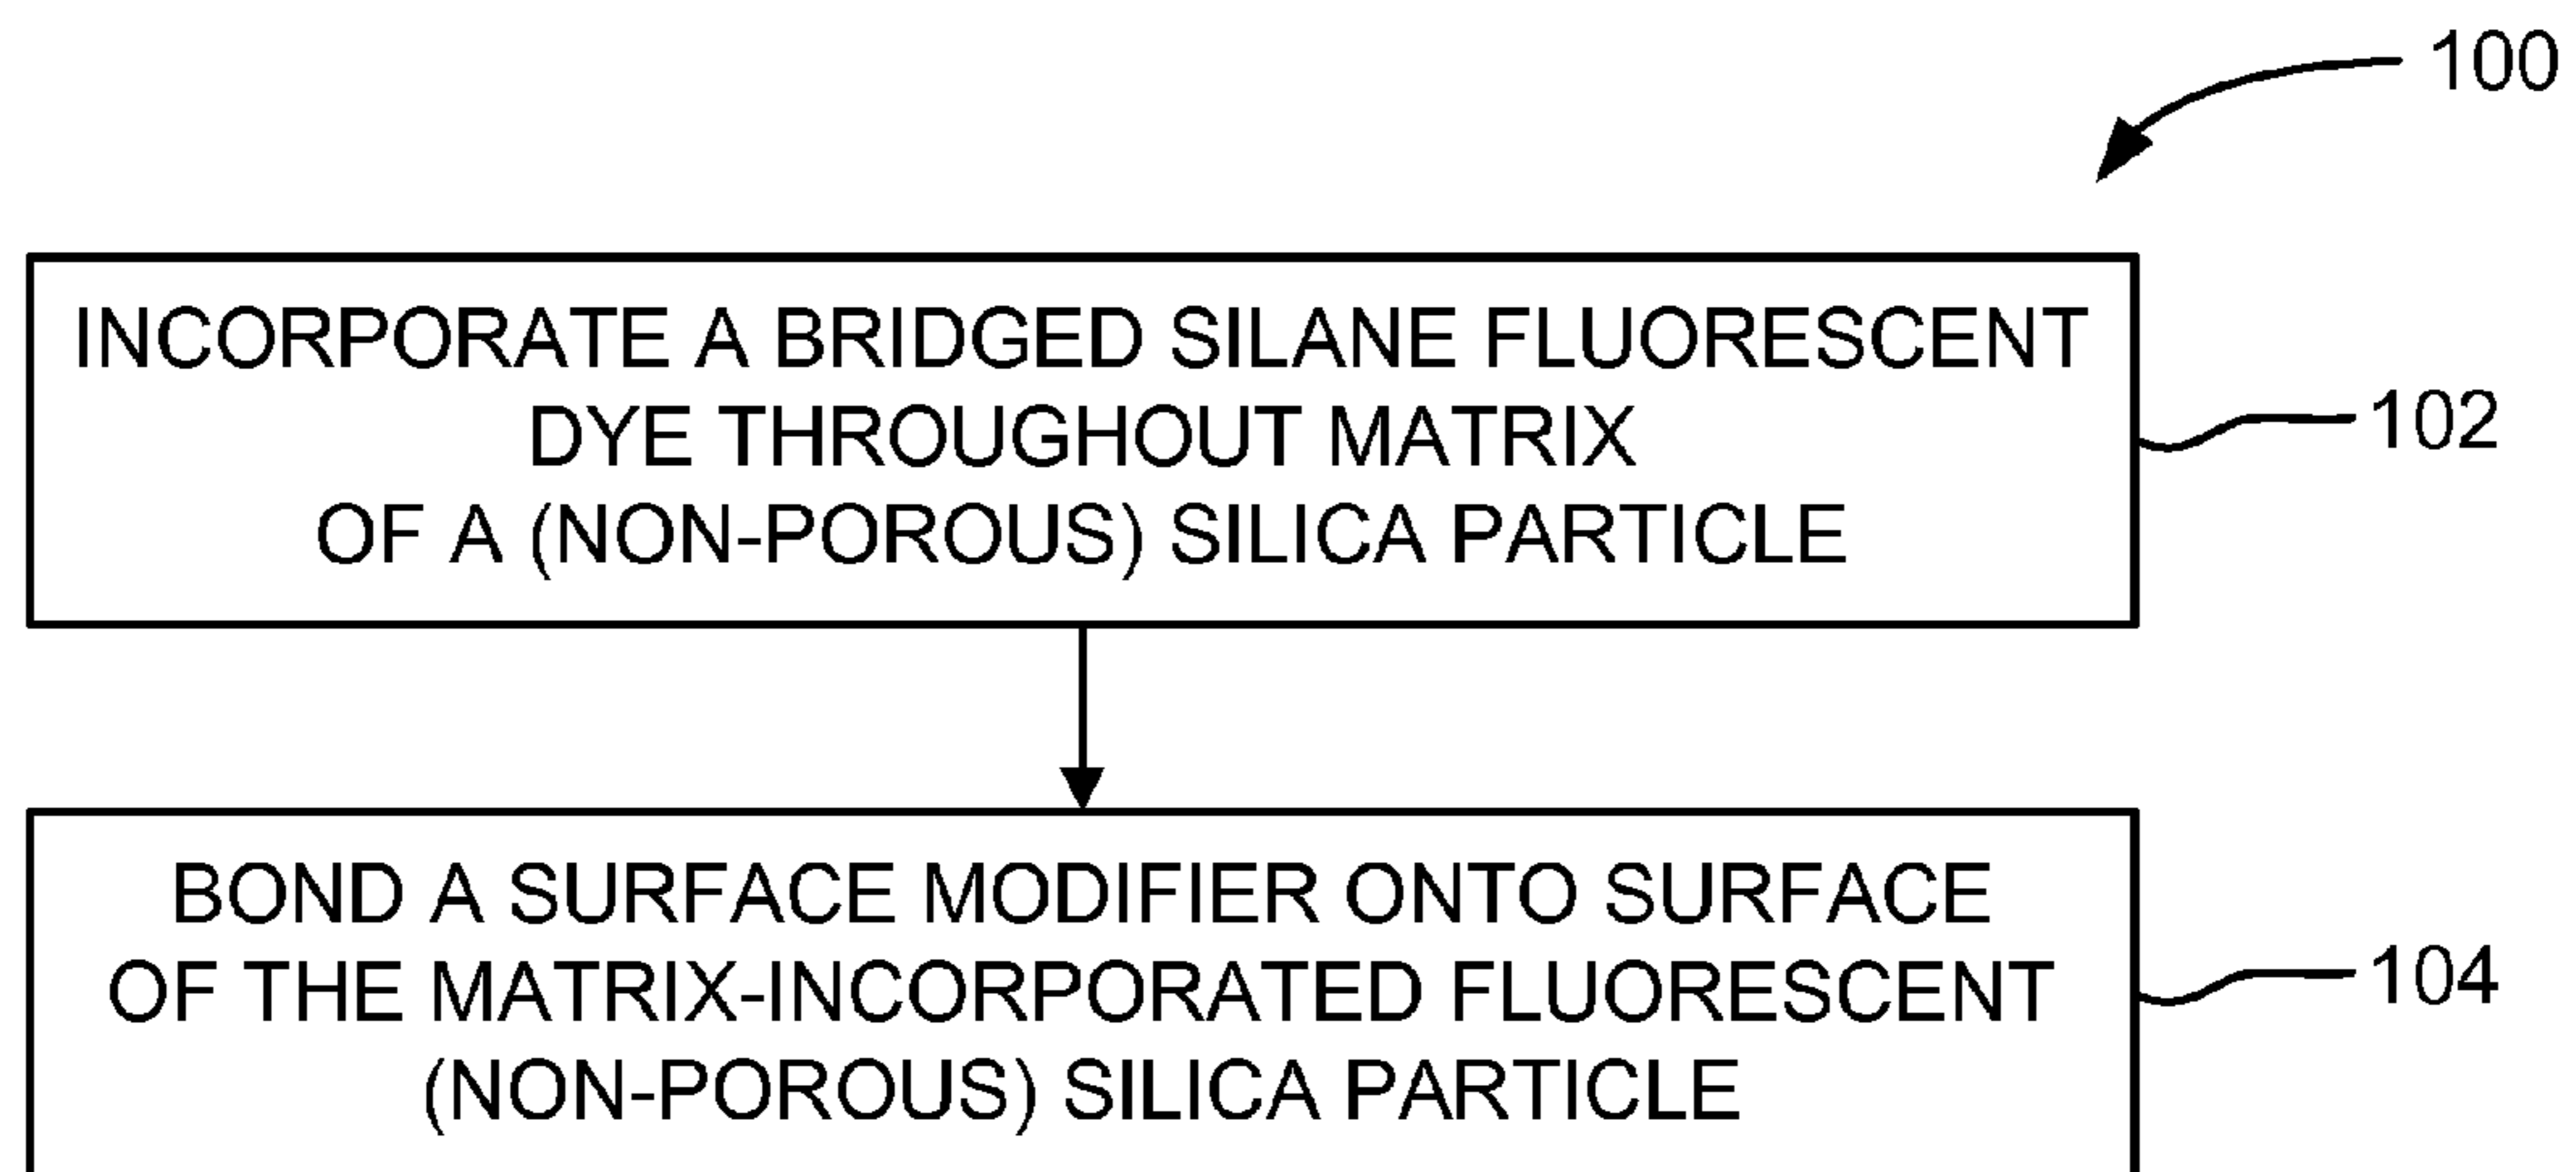 100
INCORPORATE A BRIDGED SILANE FLUORESCENT
DYE THROUGHOUT MATRIX
OF A (NON-POROUS) SILICA PARTICLE
102
BOND A SURFACE MODIFIER ONTO SURFACE
OF THE MATRIX-INCORPORATED FLUORESCENT
(NON-POROUS) SILICA PARTICLE
104